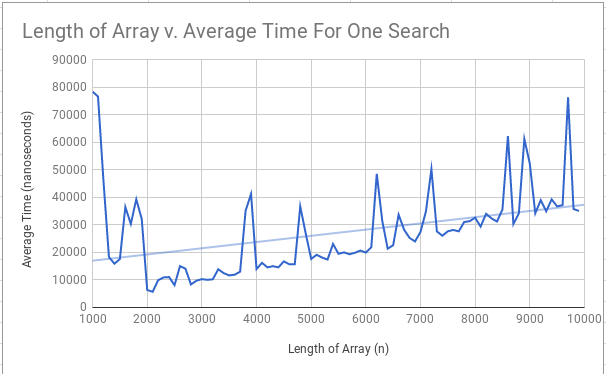 Length of Array v. Average Time For One Search
Average Time (nanoseconds)
90000
80000
70000
60000
50000
40000
30000
20000
10000
0
1000 2000 3000 4000 5000 6000 7000 8000 9000 10000
Length of Array (n)